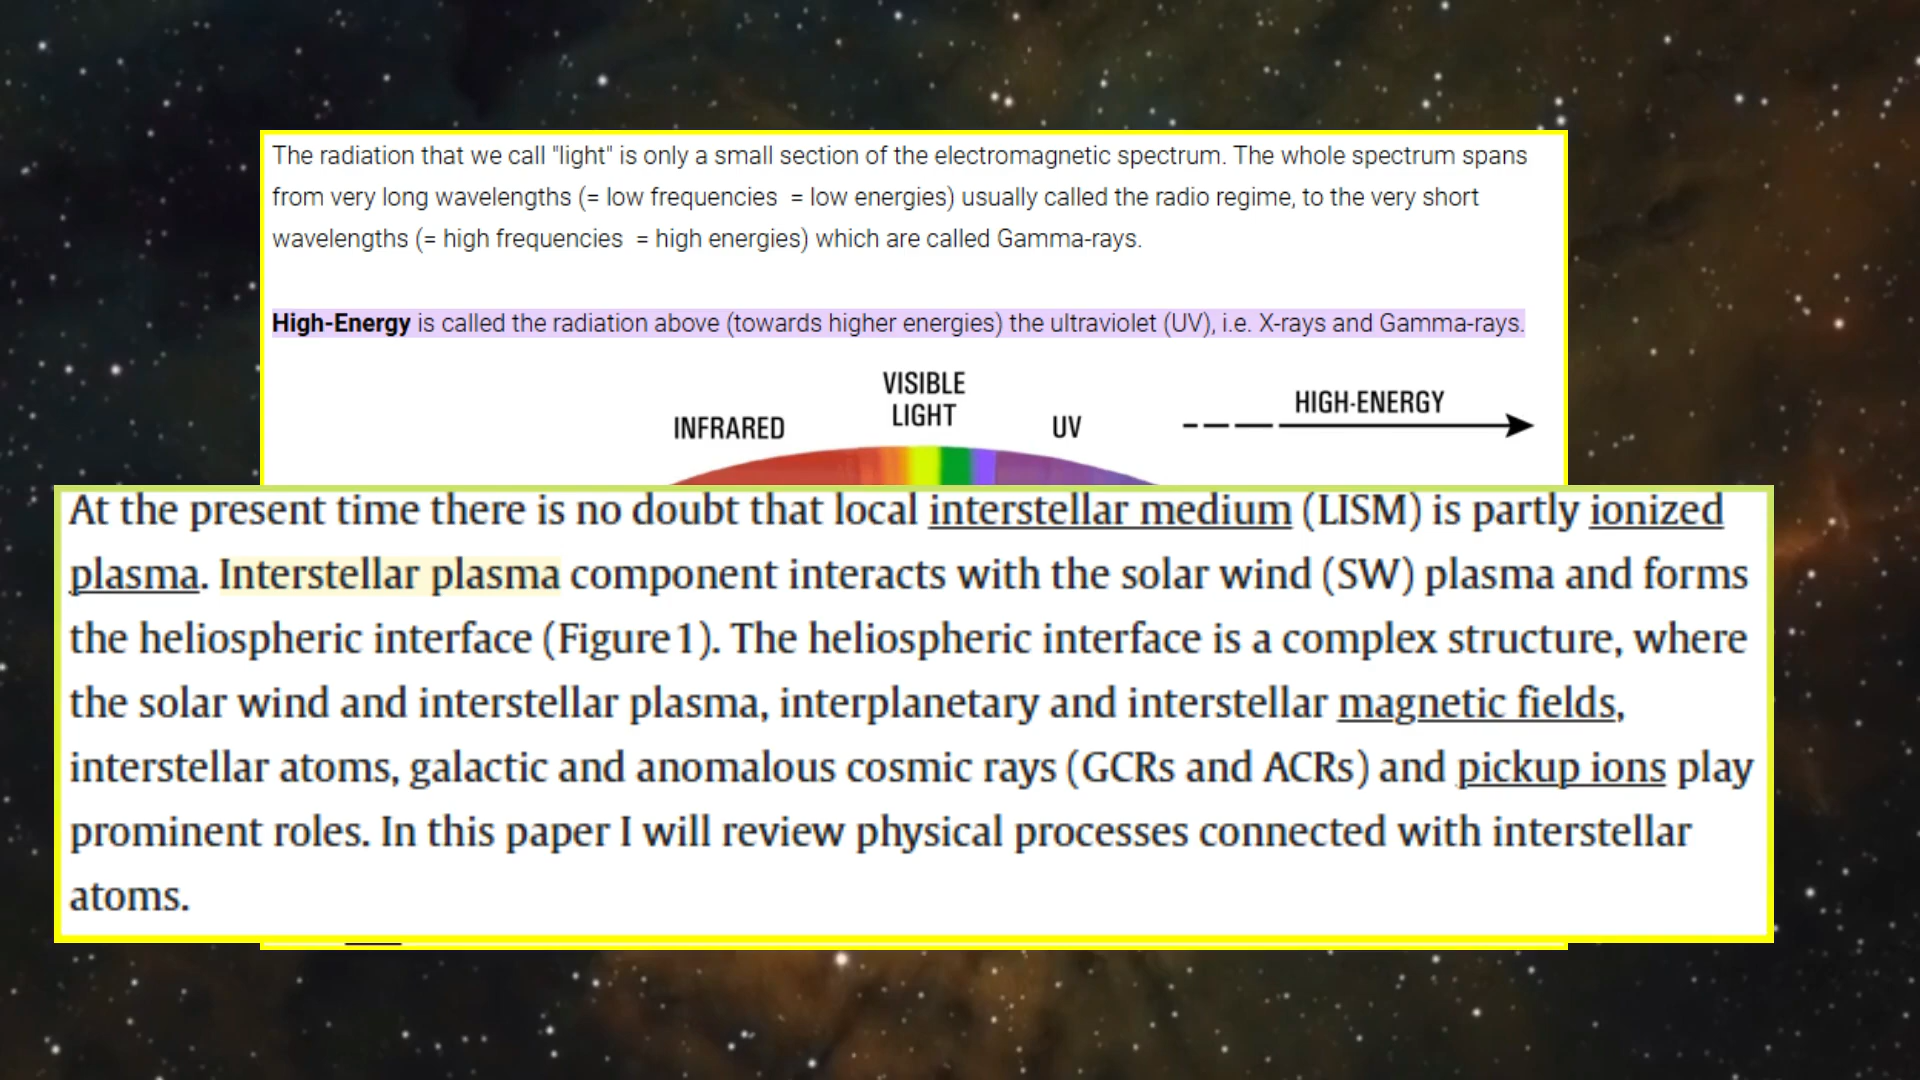 The radiation that we call "light" is only a small section of the electromagnetic spectrum. The whole spectrum spans
from very long wavelengths (= low frequencies = low energies) usually called the radio regime, to the very short
wavelengths (= high frequencies = high energies) which are called Gamma-rays.
High-Energy is called the radiation above (towards higher energies) the ultraviolet (UV), i.e. X-rays and Gamma-rays.
INFRARED
VISIBLE
LIGHT
UV
HIGH-ENERGY
At the present time there is no doubt that local interstellar medium (LISM) is partly ionized
plasma. Interstellar plasma component interacts with the solar wind (SW) plasma and forms
the heliospheric interface (Figure 1). The heliospheric interface is a complex structure, where
the solar wind and interstellar plasma, interplanetary and interstellar magnetic fields,
interstellar atoms, galactic and anomalous cosmic rays (GCRs and ACRs) and pickup ions play
prominent roles. In this paper I will review physical processes connected with interstellar
atoms.